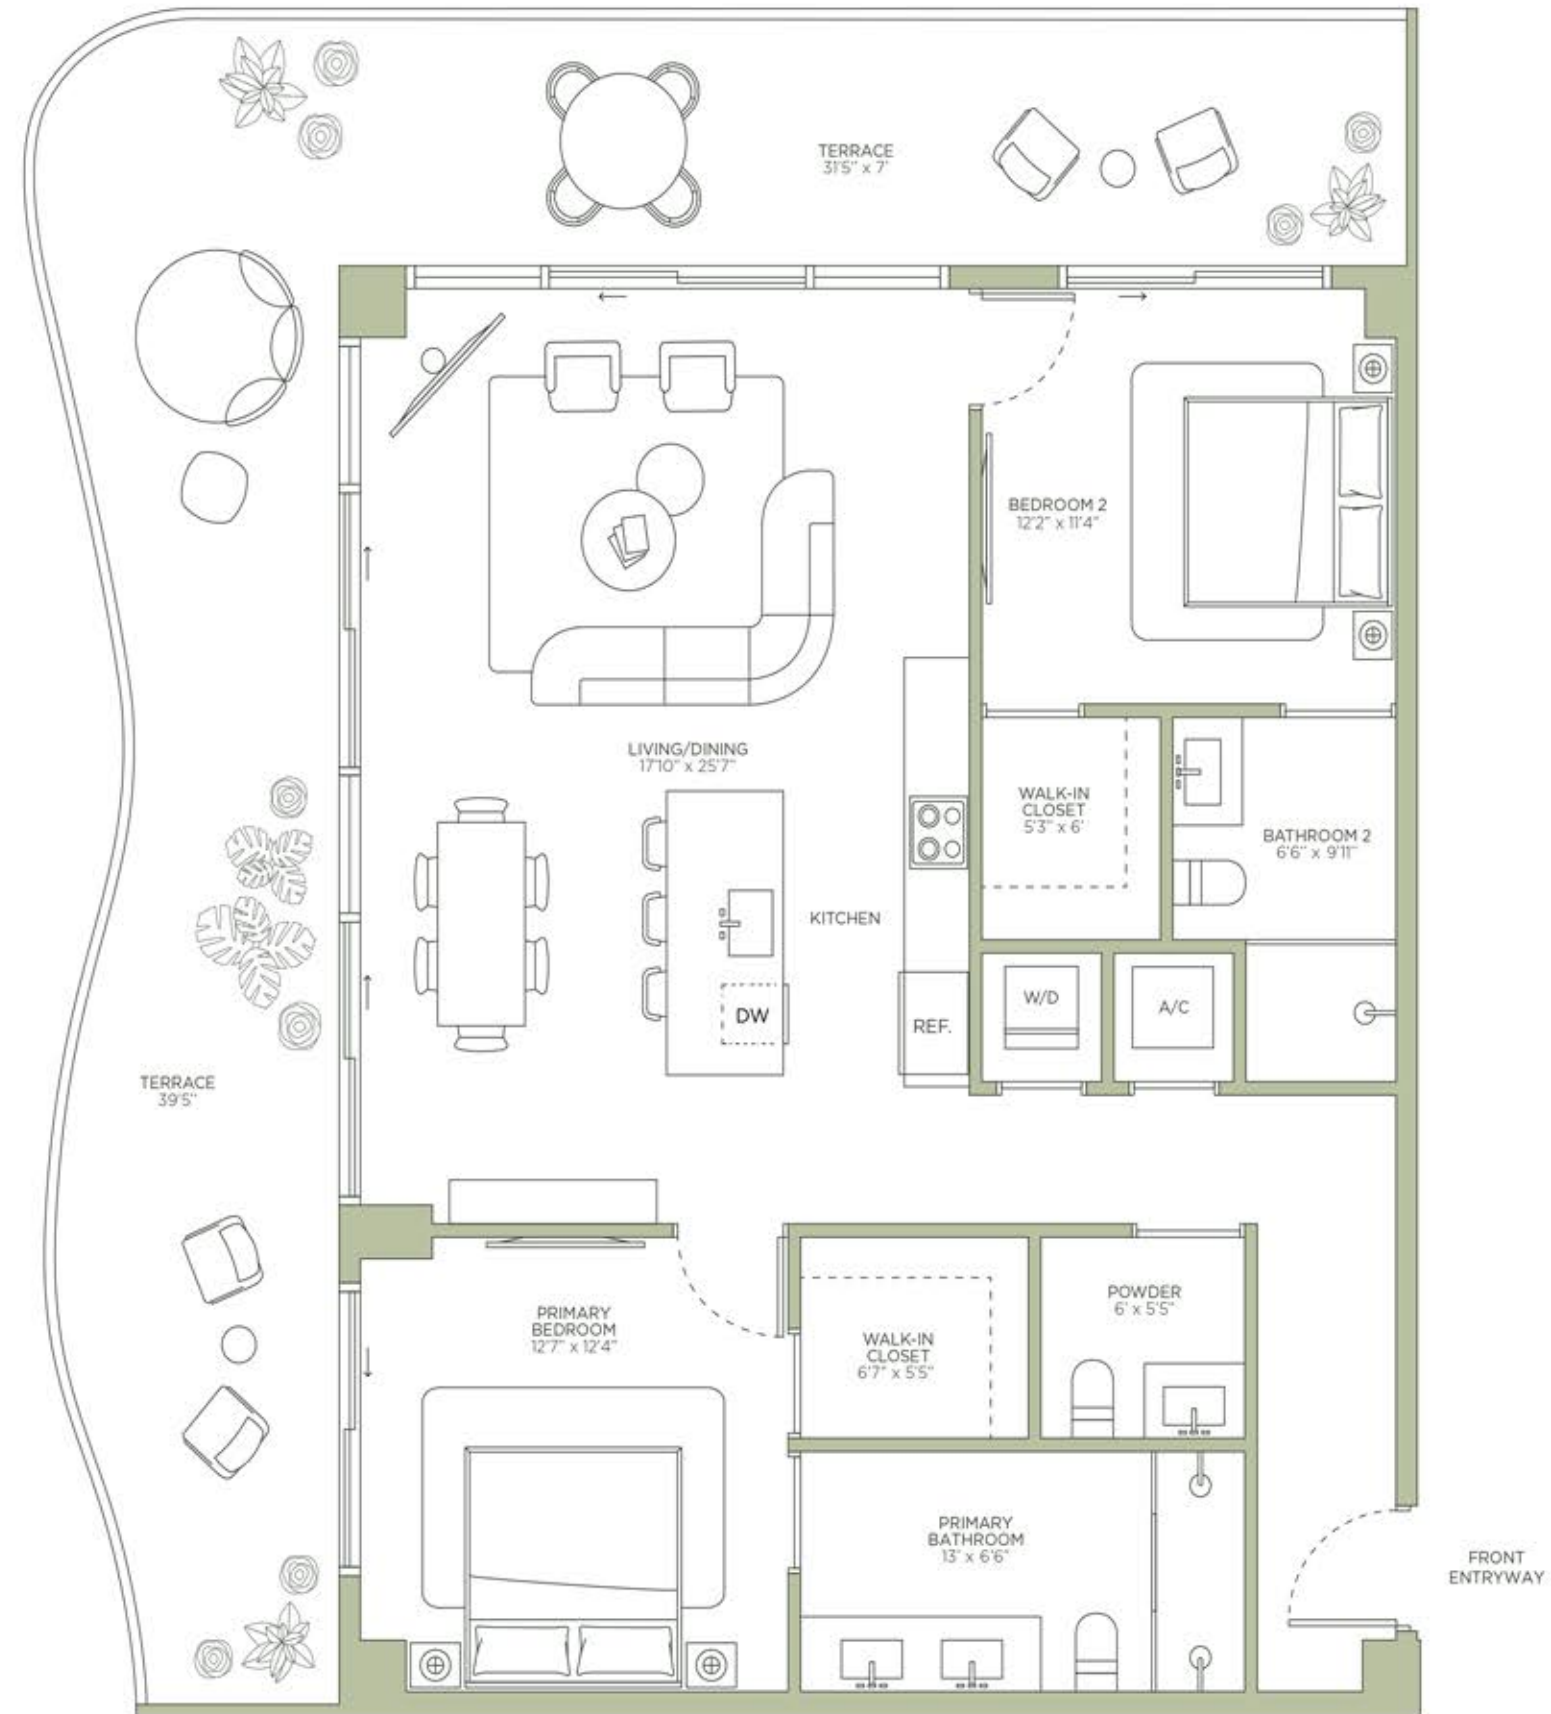 TERRACE
31'5" x 7'
BEDROOM 2
12'2" x 11'4"
LIVING/DINING
17'10" x 25'7"
WALK-IN
CLOSET
5'3" x 6'
BATHROOM 2
6'6" x 9'11"
KITCHEN
W/D
A/C
DW
REF.
TERRACE
39'5"
PRIMARY
BEDROOM
12'7" x 12'4"
WALK-IN
CLOSET
6'7" x 5'5"
POWDER
6' x 5'5"
PRIMARY
BATHROOM
13' x 6'6"
FRONT
ENTRYWAY